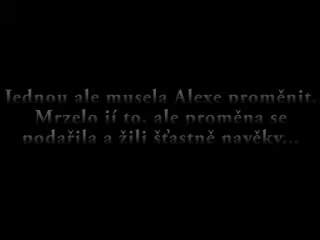 Jednou ale musela Alexe proměnit.
Mrzelo jí to, ale proměna se
podařila a žili šťastně navěky...